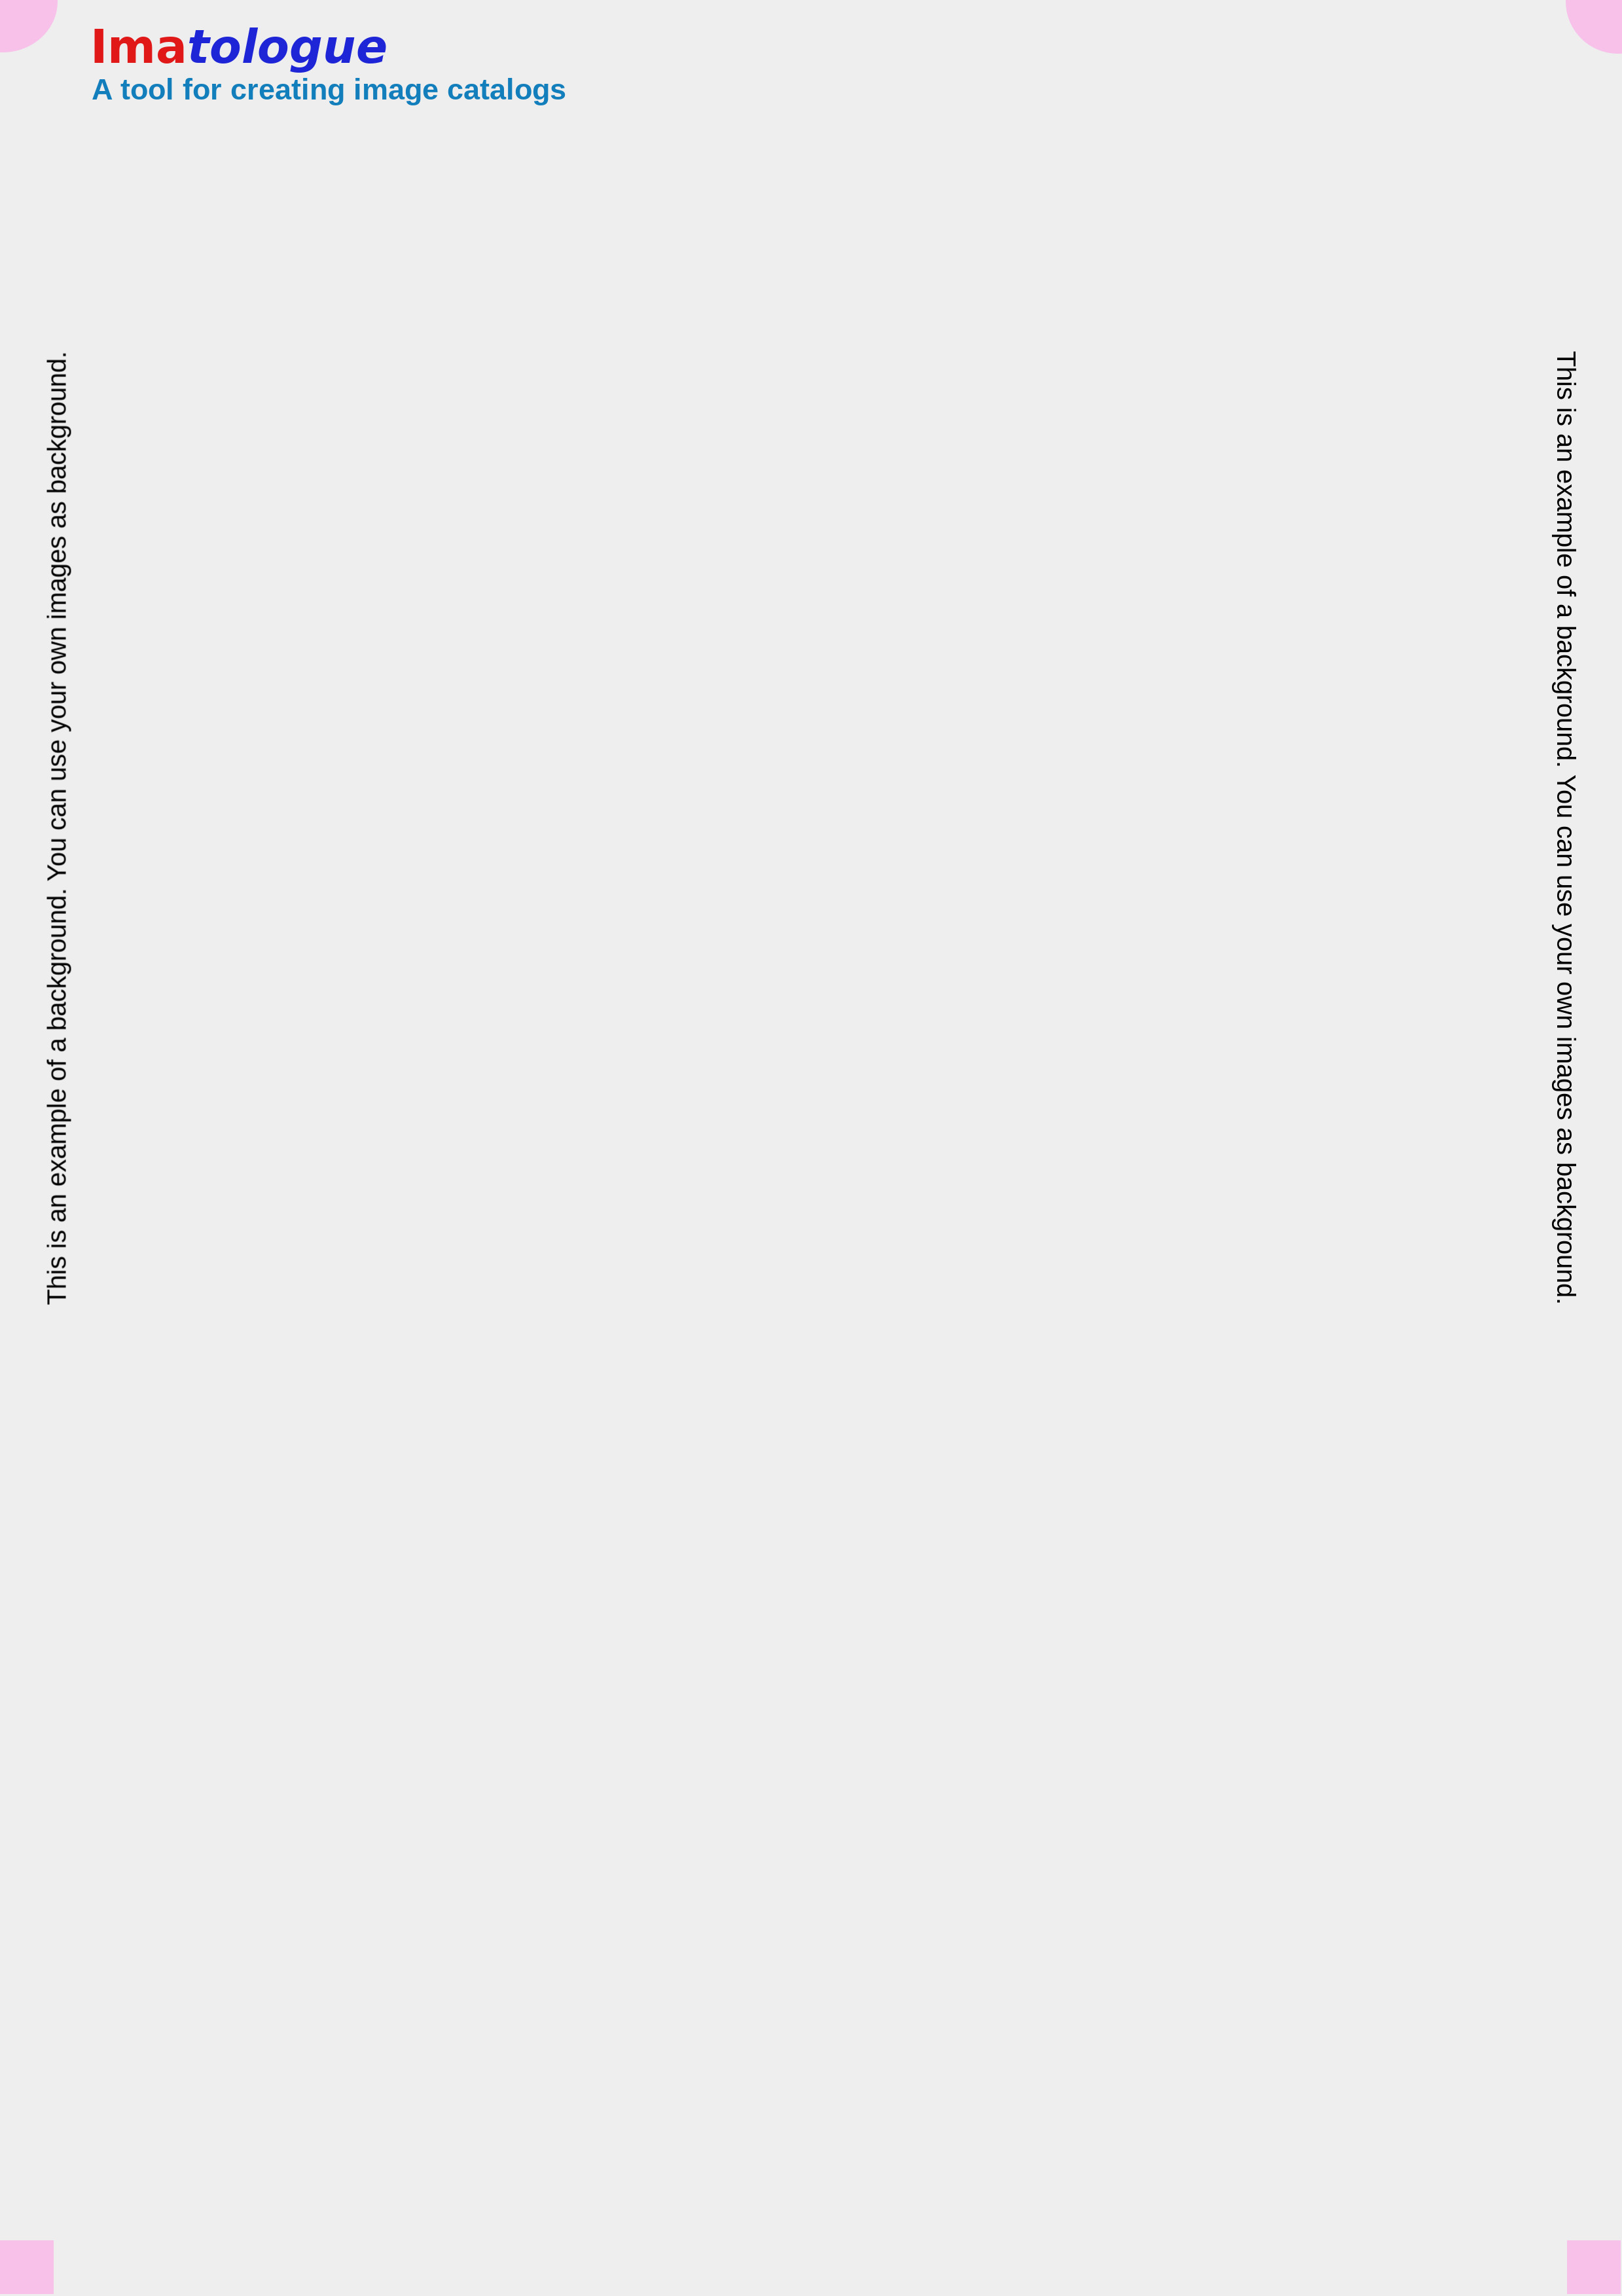 Imatologue
A tool for creating image catalogs
This is an example of a background. You can use your own images as background.
This is an example of a background. You can use your own images as background.